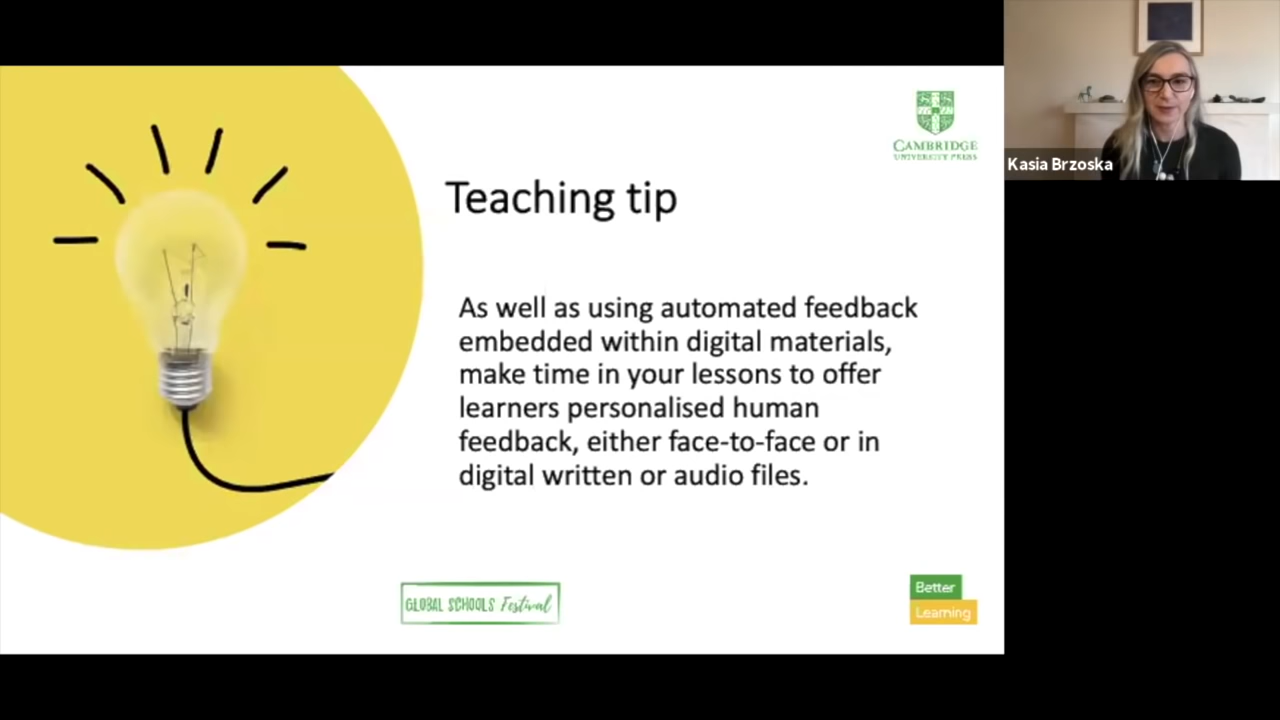 CAMBRIDGE
UNIVERSITY PRESS
Kasia Brzoska
Teaching tip
As well as using automated feedback
embedded within digital materials,
make time in your lessons to offer
learners personalised human
feedback, either face-to-face or in
digital written or audio files.
GLOBAL SCHOOLS Festival
Better
Learning